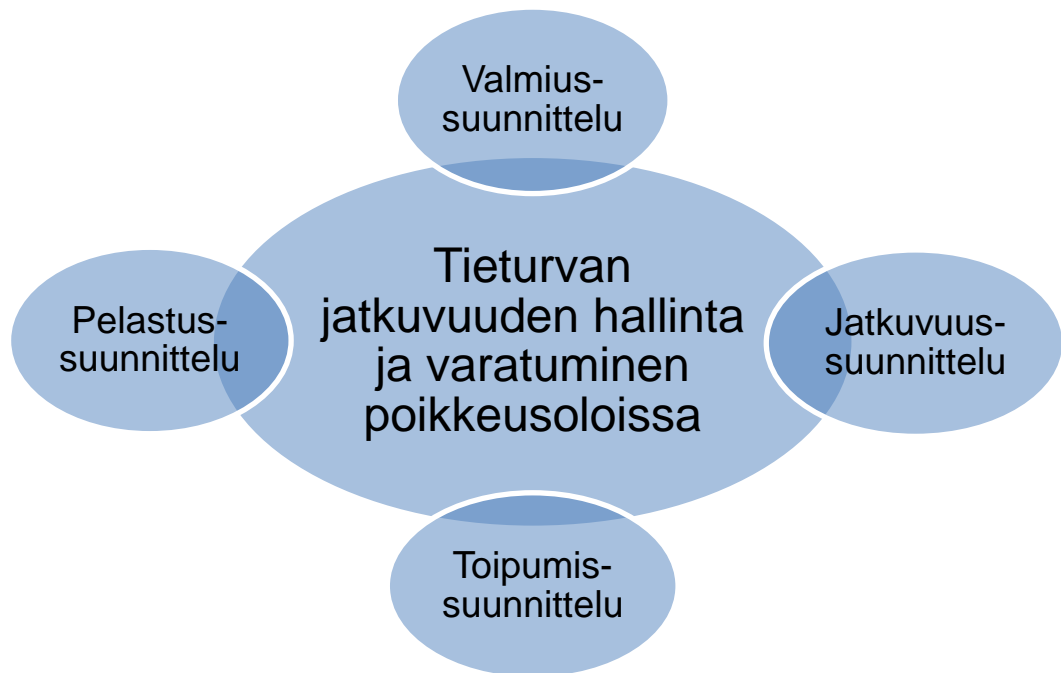 Valmius-
suunnittelu
Tieturvan
jatkuvuuden hallinta
ja varatuminen
poikkeusoloissa
Pelastus-
suunnittelu
Jatkuvuus-
suunnittelu
Toipumis-
suunnittelu